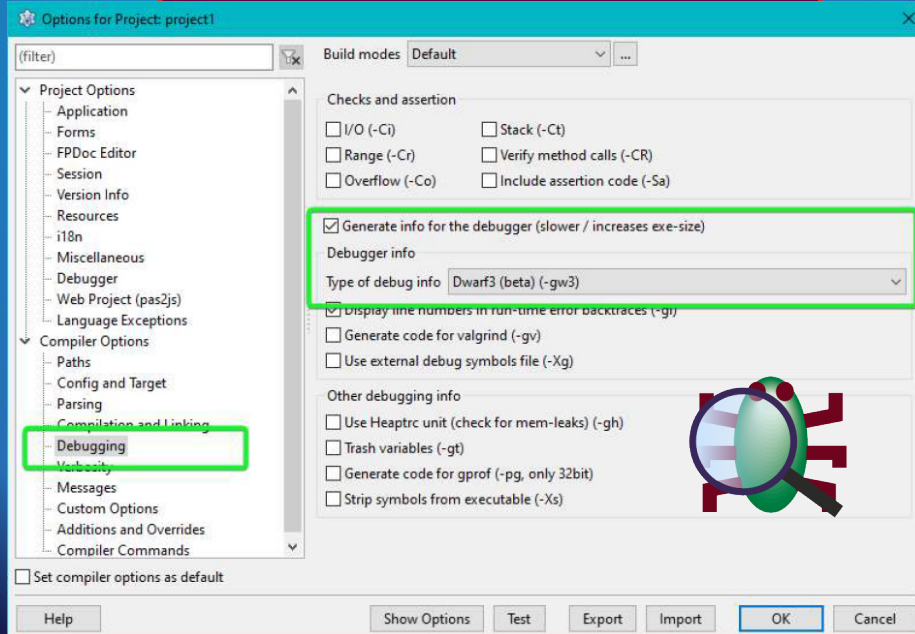 Options for Project: project1
(filter)
Build modes Default ...
Project Options
Application
Forms
FPDoc Editor
Session
Version Info
Resources
i18n
Miscellaneous
Debugger
Web Project (pas2js)
Language Exceptions
Compiler Options
Paths
Config and Target
Parsing
Compilation and Linking
Debugging
Verbosity
Messages
Custom Options
Additions and Overrides
Compiler Commands
Set compiler options as default
Checks and assertion
I/O (-Ci) Stack (-Ct)
Range (-Cr) Verify method calls (-CR)
Overflow (-Co) Include assertion code (-Sa)
Generate info for the debugger (slower / increases exe-size)
Debugger info
Type of debug info Dwarf3 (beta) (-gw3)
Display line numbers in run-time error backtraces (-gl)
Generate code for valgrind (-gv)
Use external debug symbols file (-Xg)
Other debugging info
Use Heaptrc unit (check for mem-leaks) (-gh)
Trash variables (-gt)
Generate code for gprof (-pg, only 32bit)
Strip symbols from executable (-Xs)
Help Show Options Test Export Import OK Cancel